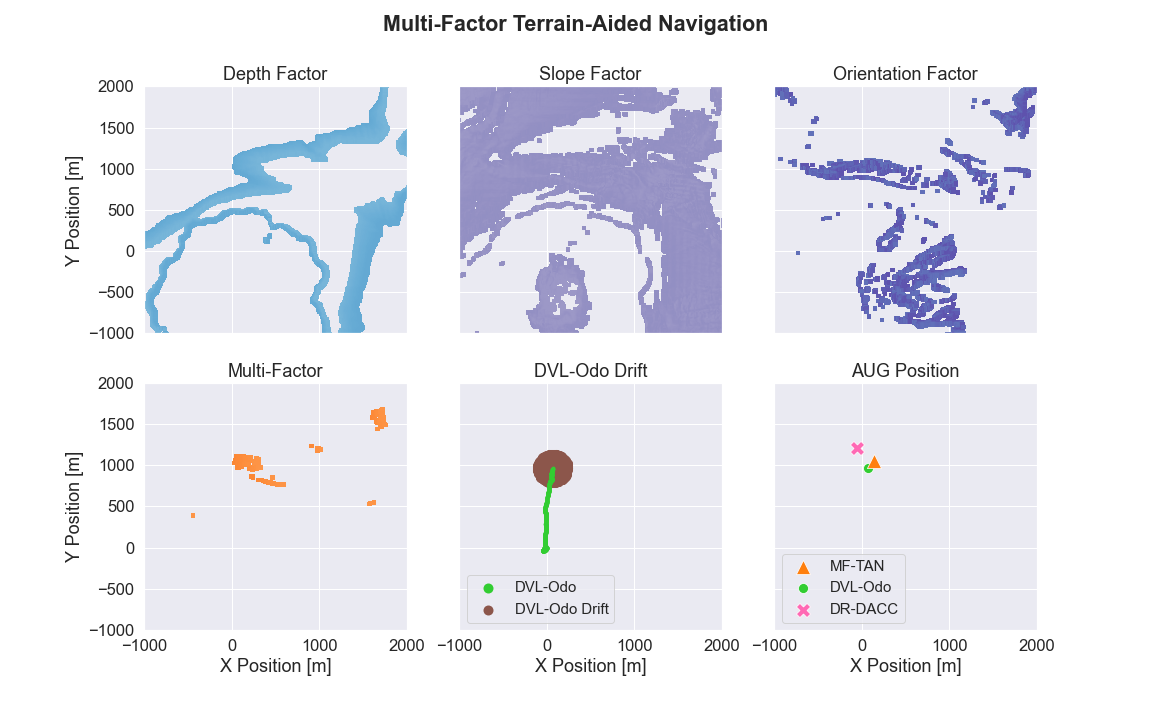 Multi-Factor Terrain-Aided Navigation
Depth Factor
Slope Factor
Orientation Factor
2000
1500
1000
500
0
−500
−1000
Y Position [m]
Multi-Factor
DVL-Odo Drift
AUG Position
2000
1500
1000
500
0
−500
−1000
Y Position [m]
DVL-Odo
DVL-Odo Drift
MF-TAN
DVL-Odo
DR-DACC
−1000 0 1000 2000
−1000 0 1000 2000
−1000 0 1000 2000
X Position [m]
X Position [m]
X Position [m]